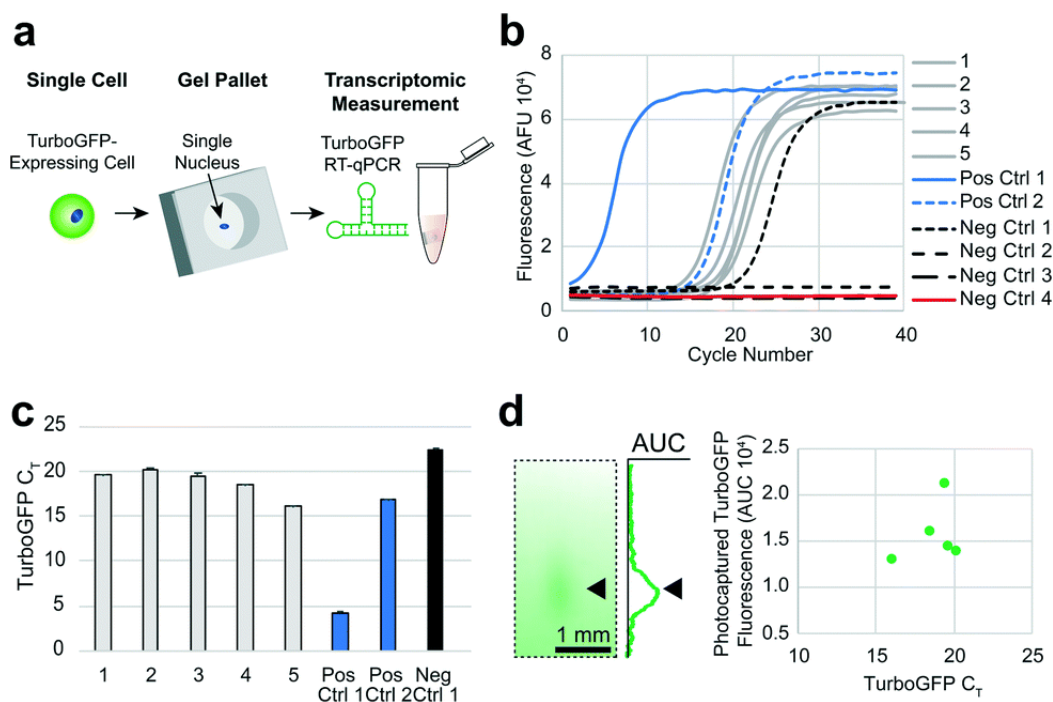 a
Single Cell
Gel Pallet
Transcriptomic
Measurement
TurboGFP-
Expressing Cell
Single
Nucleus
TurboGFP
RT-qPCR
b
Fluorescence (AFU 10⁴)
8
6
4
2
0
0 10 20 30 40
Cycle Number
1
2
3
4
5
Pos Ctrl 1
Pos Ctrl 2
Neg Ctrl 1
Neg Ctrl 2
Neg Ctrl 3
Neg Ctrl 4
c
TurboGFP C_T
25
20
15
10
5
0
1 2 3 4 5 Pos Pos Neg
Ctrl 1 Ctrl 2 Ctrl 1
d
AUC
1 mm
Photocaptured TurboGFP
Fluorescence (AUC 10⁴)
2.5
2.0
1.5
1.0
0.5
10 15 20 25
TurboGFP C_T